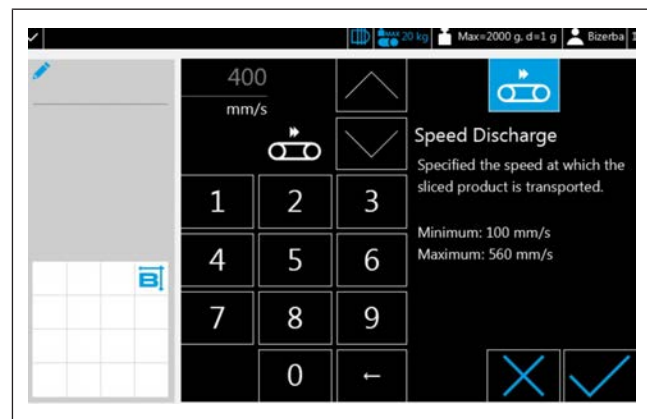 MAX 20 kg Max=2000 g, d=1 g Bizerba
400
mm/s
Speed Discharge
Specified the speed at which the
sliced product is transported.
Minimum: 100 mm/s
Maximum: 560 mm/s
1 2 3
4 5 6
7 8 9
0 ←
B